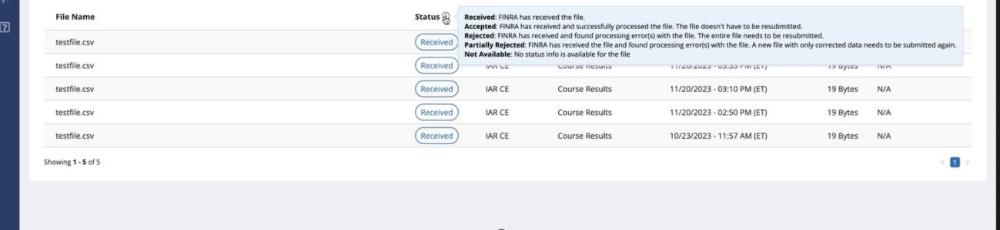 File Name Status Received: FINRA has received the file.
Accepted: FINRA has received and successfully processed the file. The file doesn't have to be resubmitted.
Rejected: FINRA has received and found processing error(s) with the file. The entire file needs to be resubmitted.
Partially Rejected: FINRA has received the file and found processing error(s) with the file. A new file with only corrected data needs to be submitted again.
Not Available: No status info is available for the file
testfile.csv Received
testfile.csv Received IAR CE Course Results 11/20/2023 - PM (ET) 19 Bytes N/A
testfile.csv Received IAR CE Course Results 11/20/2023 - 03:10 PM (ET) 19 Bytes N/A
testfile.csv Received IAR CE Course Results 11/20/2023 - 02:50 PM (ET) 19 Bytes N/A
testfile.csv Received IAR CE Course Results 10/23/2023 - 11:57 AM (ET) 19 Bytes N/A
Showing 1 - 5 of 5 < 1 >